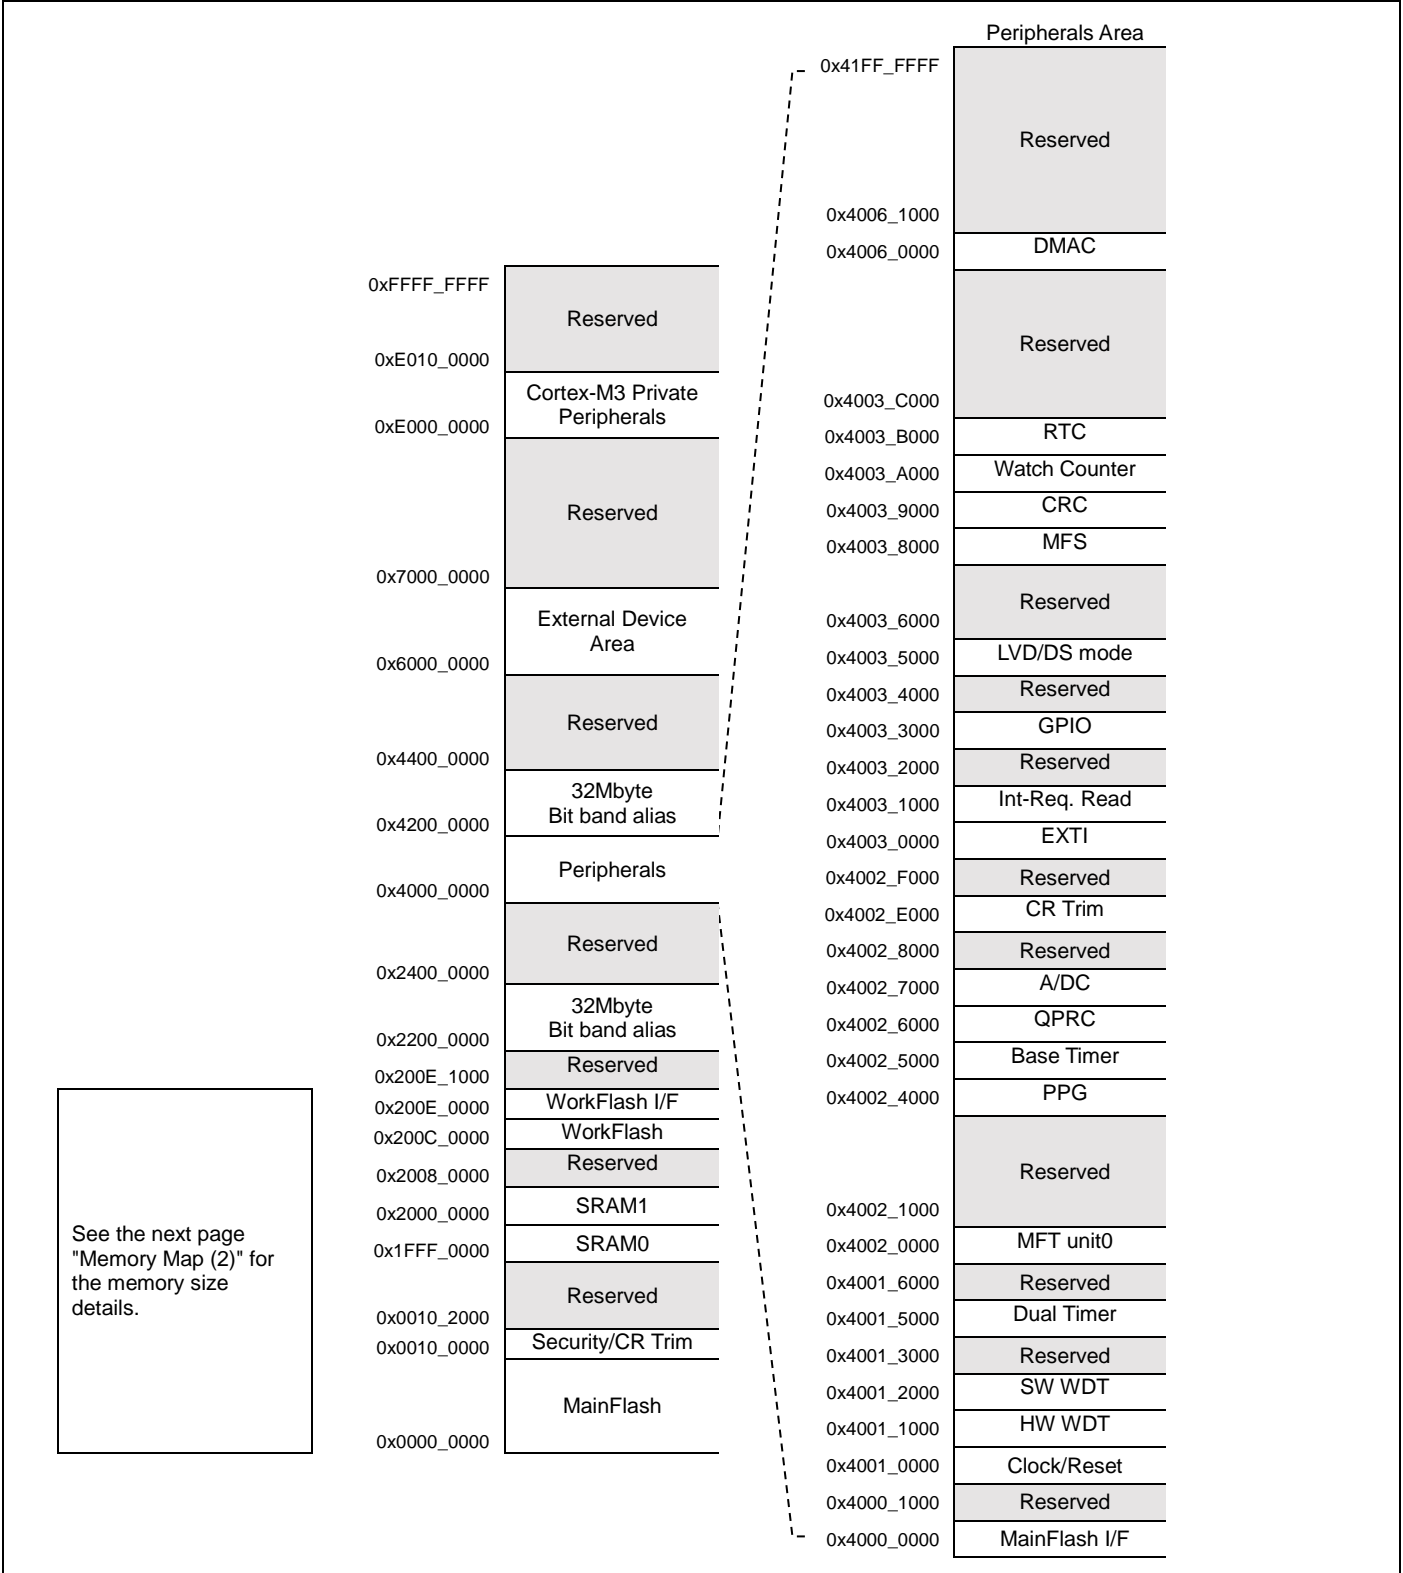 Peripherals Area
0x41FF_FFFF
Reserved
0x4006_1000
0x4006_0000 DMAC
Reserved
0x4003_C000
0x4003_B000 RTC
0x4003_A000 Watch Counter
0x4003_9000 CRC
0x4003_8000 MFS
Reserved
0x4003_6000
0x4003_5000 LVD/DS mode
0x4003_4000 Reserved
0x4003_3000 GPIO
0x4003_2000 Reserved
0x4003_1000 Int-Req. Read
0x4003_0000 EXTI
0x4002_F000 Reserved
0x4002_E000 CR Trim
0x4002_8000 Reserved
0x4002_7000 A/DC
0x4002_6000 QPRC
0x4002_5000 Base Timer
0x4002_4000 PPG
Reserved
0x4002_1000
0x4002_0000 MFT unit0
0x4001_6000 Reserved
0x4001_5000 Dual Timer
0x4001_3000 Reserved
0x4001_2000 SW WDT
0x4001_1000 HW WDT
0x4001_0000 Clock/Reset
0x4000_1000 Reserved
0x4000_0000 MainFlash I/F
0xFFFF_FFFF
Reserved
0xE010_0000
Cortex-M3 Private
Peripherals
0xE000_0000
Reserved
0x7000_0000
External Device
Area
0x6000_0000
Reserved
0x4400_0000
32Mbyte
Bit band alias
0x4200_0000
Peripherals
0x4000_0000
Reserved
0x2400_0000
32Mbyte
Bit band alias
0x2200_0000
Reserved
0x200E_1000
0x200E_0000 WorkFlash I/F
0x200C_0000 WorkFlash
Reserved
0x2008_0000
0x2000_0000 SRAM1
0x1FFF_0000 SRAM0
Reserved
0x0010_2000
0x0010_0000 Security/CR Trim
MainFlash
0x0000_0000
See the next page
"Memory Map (2)" for
the memory size
details.